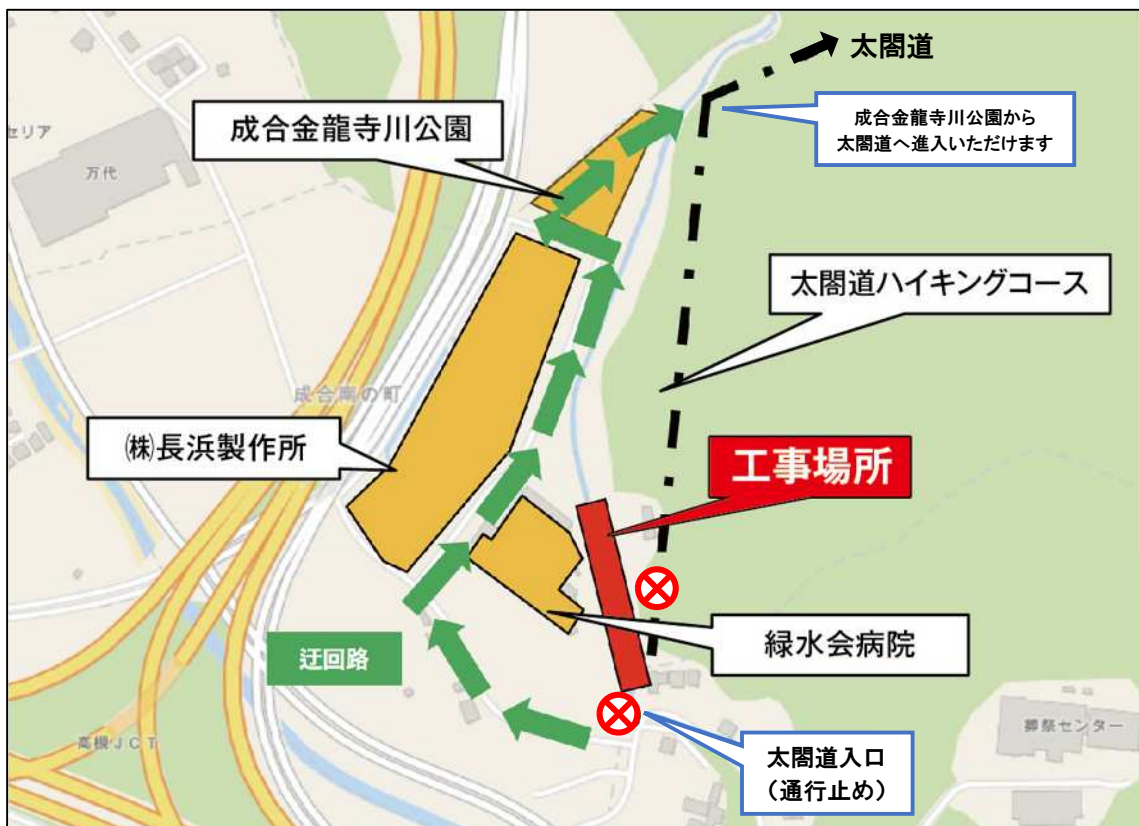 太閤道
成合金龍寺川公園
成合金龍寺川公園から
太閤道へ進入いただけます
セリア
万代
太閤道ハイキングコース
成合南の町
㈱長浜製作所
工事場所
迂回路
緑水会病院
高槻JCT
葬祭センター
太閤道入口
（通行止め）